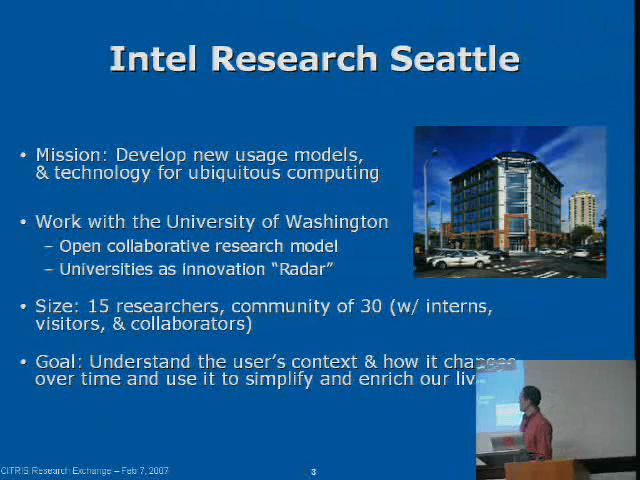 Intel Research Seattle
• Mission: Develop new usage models,
& technology for ubiquitous computing
• Work with the University of Washington
– Open collaborative research model
– Universities as innovation “Radar”
• Size: 15 researchers, community of 30 (w/ interns,
visitors, & collaborators)
• Goal: Understand the user’s context & how it changes
over time and use it to simplify and enrich our
CITRIS Research Exchange – Feb 7, 2007
3